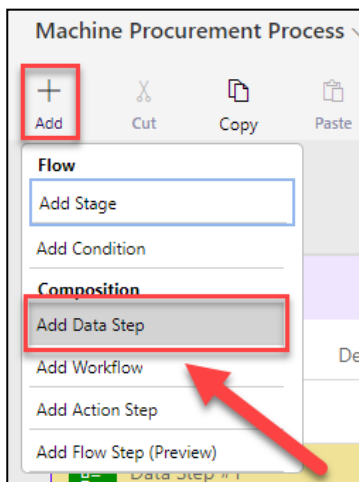 Machine Procurement Process
Add Cut Copy Paste
Flow
Add Stage
Add Condition
Composition
Add Data Step
De
Add Workflow
Add Action Step
Add Flow Step (Preview)
Data Step #1